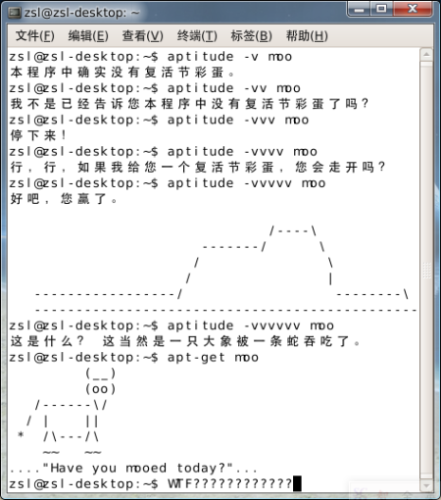 zsl@zsl-desktop: ~
文件(F) 编辑(E) 查看(V) 终端(T) 标签(B) 帮助(H)
zsl@zsl-desktop:~$ aptitude -v moo
本程序中确实没有复活节彩蛋。
zsl@zsl-desktop:~$ aptitude -vv moo
我不是已经告诉您本程序中没有复活节彩蛋了吗？
zsl@zsl-desktop:~$ aptitude -vvv moo
停下来！
zsl@zsl-desktop:~$ aptitude -vvvv moo
行，行，如果我给您一个复活节彩蛋，您会走开吗？
zsl@zsl-desktop:~$ aptitude -vvvvv moo
好吧，您赢了。
                               /----\
                       -------/      \
                      /               \
                     /                |
   -----------------/                  --------\
   ----------------------------------------------
zsl@zsl-desktop:~$ aptitude -vvvvvv moo
这是什么？ 这当然是一只大象被一条蛇吞吃了。
zsl@zsl-desktop:~$ apt-get moo
         (__)
         (oo)
   /------\/
  / |    ||
 *  /\---/\
    ~~   ~~
...."Have you mooed today?"...
zsl@zsl-desktop:~$ WTF????????????